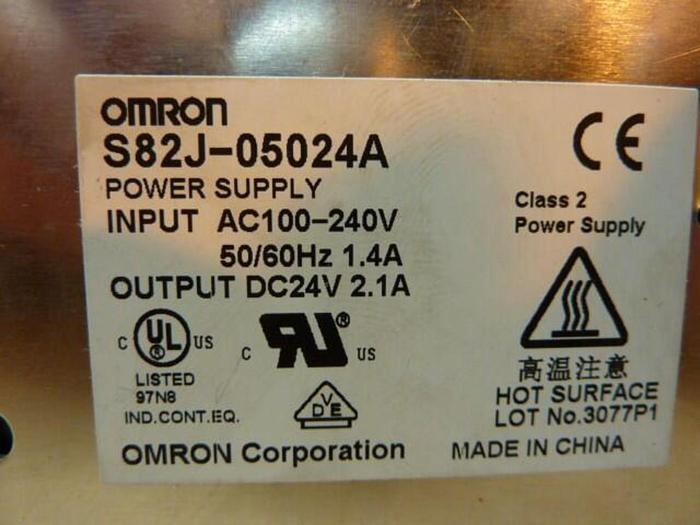 OMRON
S82J-05024A
POWER SUPPLY
INPUT AC100-240V
50/60Hz 1.4A
OUTPUT DC24V 2.1A
CE
Class 2
Power Supply
C UL ® US
LISTED
97N8
IND.CONT.EQ.
C RU ® US
VDE
高温注意
HOT SURFACE
LOT No.3077P1
OMRON Corporation
MADE IN CHINA